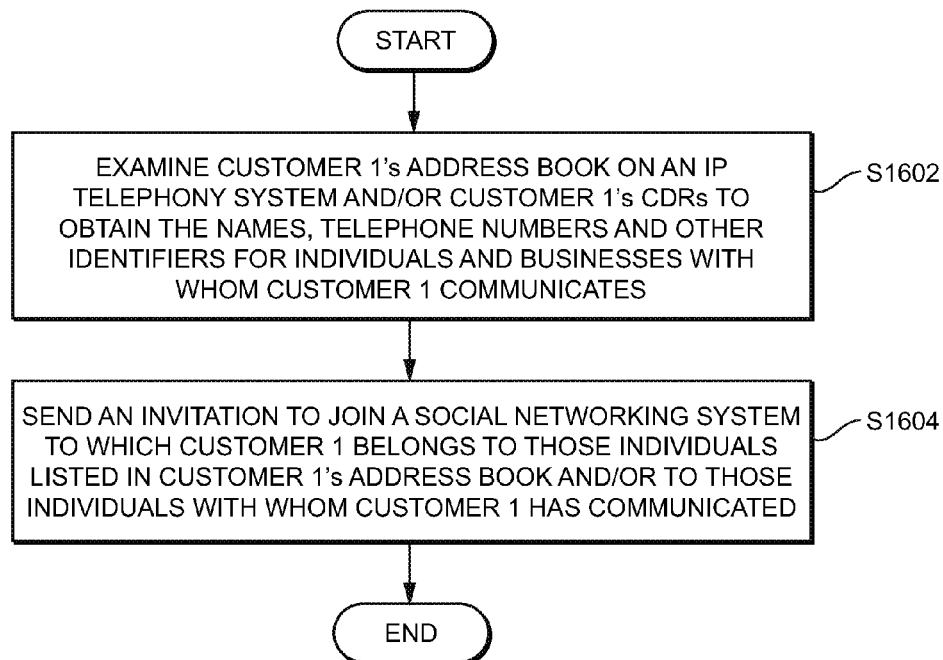 START
EXAMINE CUSTOMER 1's ADDRESS BOOK ON AN IP
TELEPHONY SYSTEM AND/OR CUSTOMER 1's CDRs TO
OBTAIN THE NAMES, TELEPHONE NUMBERS AND OTHER
IDENTIFIERS FOR INDIVIDUALS AND BUSINESSES WITH
WHOM CUSTOMER 1 COMMUNICATES
S1602
SEND AN INVITATION TO JOIN A SOCIAL NETWORKING SYSTEM
TO WHICH CUSTOMER 1 BELONGS TO THOSE INDIVIDUALS
LISTED IN CUSTOMER 1's ADDRESS BOOK AND/OR TO THOSE
INDIVIDUALS WITH WHOM CUSTOMER 1 HAS COMMUNICATED
S1604
END